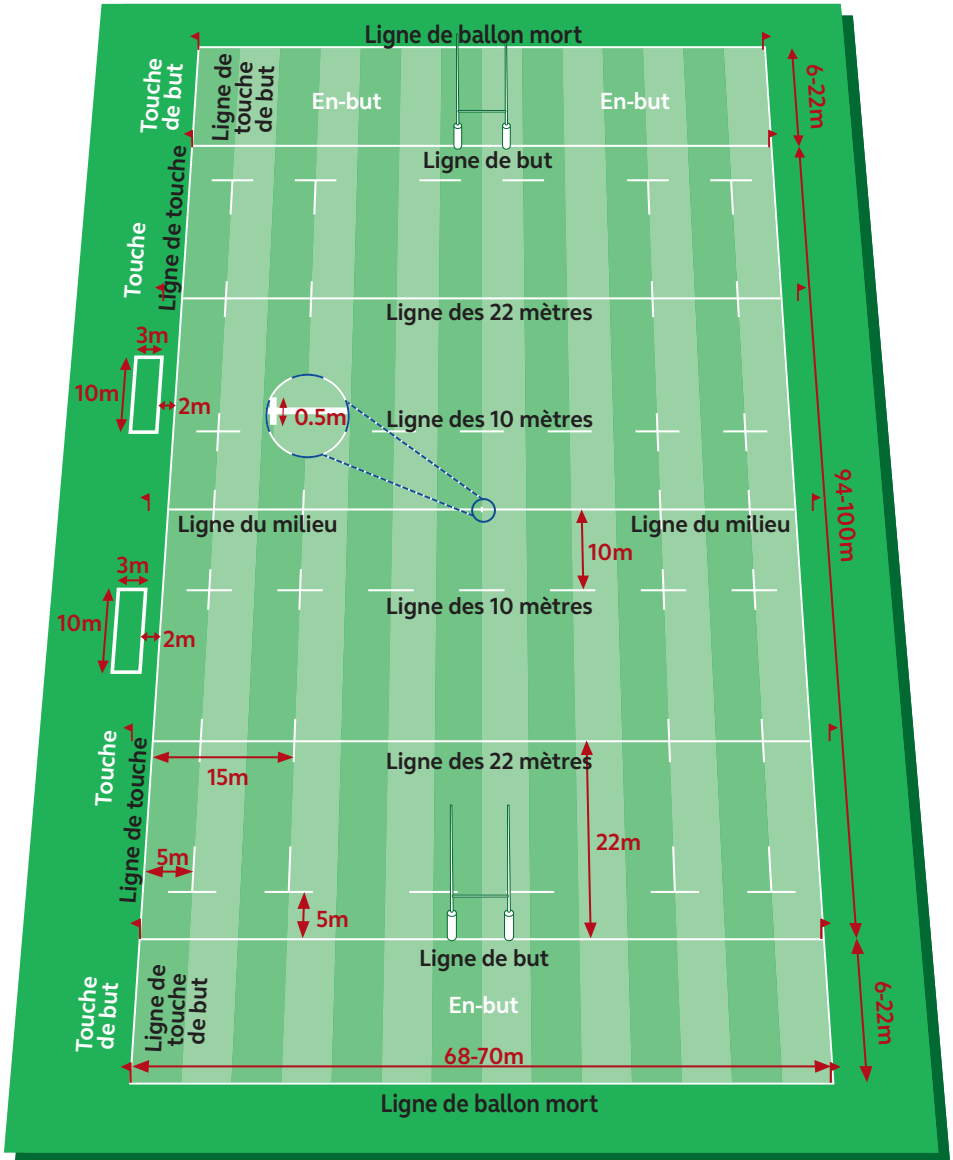 Ligne de ballon mort
Touche
de but
Ligne de
touche
de but
En-but
En-but
6-22m
Ligne de but
Ligne de touche
Touche
Ligne des 22 mètres
3m
10m
2m
0.5m
Ligne des 10 mètres
94-100m
Ligne du milieu
Ligne du milieu
10m
3m
10m
2m
Ligne des 10 mètres
Touche
Ligne de touche
15m
Ligne des 22 mètres
22m
5m
5m
Ligne de but
Touche
de but
Ligne de
touche
de but
En-but
6-22m
68-70m
Ligne de ballon mort